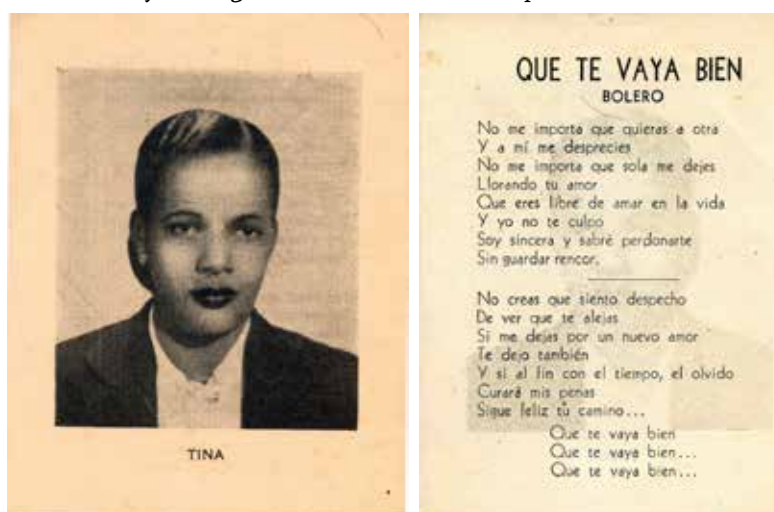 TINA
QUE TE VAYA BIEN
BOLERO
No me importa que quieras a otra
Y a mí me desprecies
No me importa que sola me dejes
Llorando tu amor
Que eres libre de amar en la vida
Y yo no te culpo
Soy sincera y sabré perdonarte
Sin guardar rencor.
No creas que siento despecho
De ver que te alejas
Si me dejas por un nuevo amor
Te dejo también
Y si al fin con el tiempo, el olvido
Curará mis penas
Sigue feliz tù camino...
Que te vaya bien
Que te vaya bien...
Que te vaya bien...